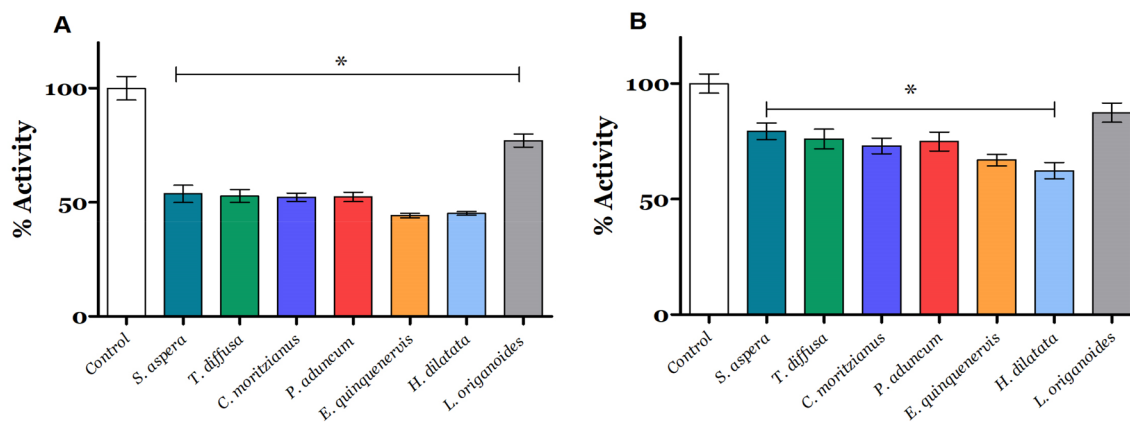 A
% Activity
100
50
0
*
Control
S. aspera
T. diffusa
C. moritzianus
P. aduncum
E. quinquenervis
H. dilatata
L. origanoides
B
% Activity
100
50
0
*
Control
S. aspera
T. diffusa
C. moritzianus
P. aduncum
E. quinquenervis
H. dilatata
L. origanoides